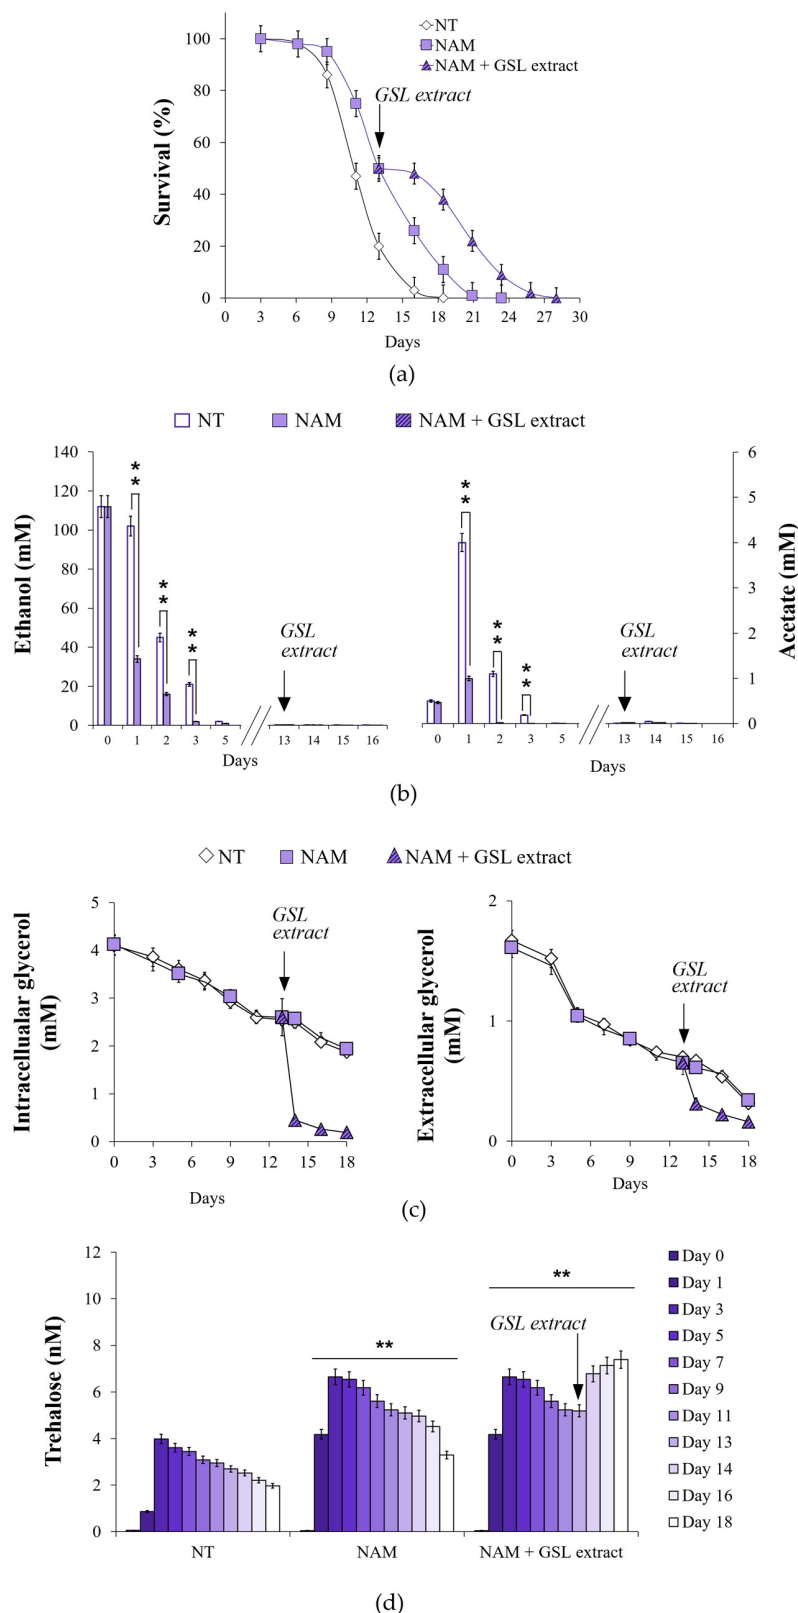 NT
NAM
NAM + GSL extract
GSL extract
Survival (%)
100
80
60
40
20
0
0 3 6 9 12 15 18 21 24 27 30
Days
(a)
NT NAM NAM + GSL extract
Ethanol (mM)
140
120
100
80
60
40
20
0
Acetate (mM)
6
5
4
3
2
1
0
**
**
**
**
**
**
GSL
extract
GSL
extract
0 1 2 3 5 13 14 15 16
0 1 2 3 5 13 14 15 16
Days
Days
(b)
NT NAM NAM + GSL extract
Intracellualar glycerol
(mM)
5
4
3
2
1
0
GSL
extract
0 3 6 9 12 15 18
Days
Extracellular glycerol
(mM)
2
1
0
GSL
extract
0 3 6 9 12 15 18
Days
(c)
Trehalose (nM)
12
10
8
6
4
2
0
**
**
GSL extract
NT NAM NAM + GSL extract
Day 0
Day 1
Day 3
Day 5
Day 7
Day 9
Day 11
Day 13
Day 14
Day 16
Day 18
(d)